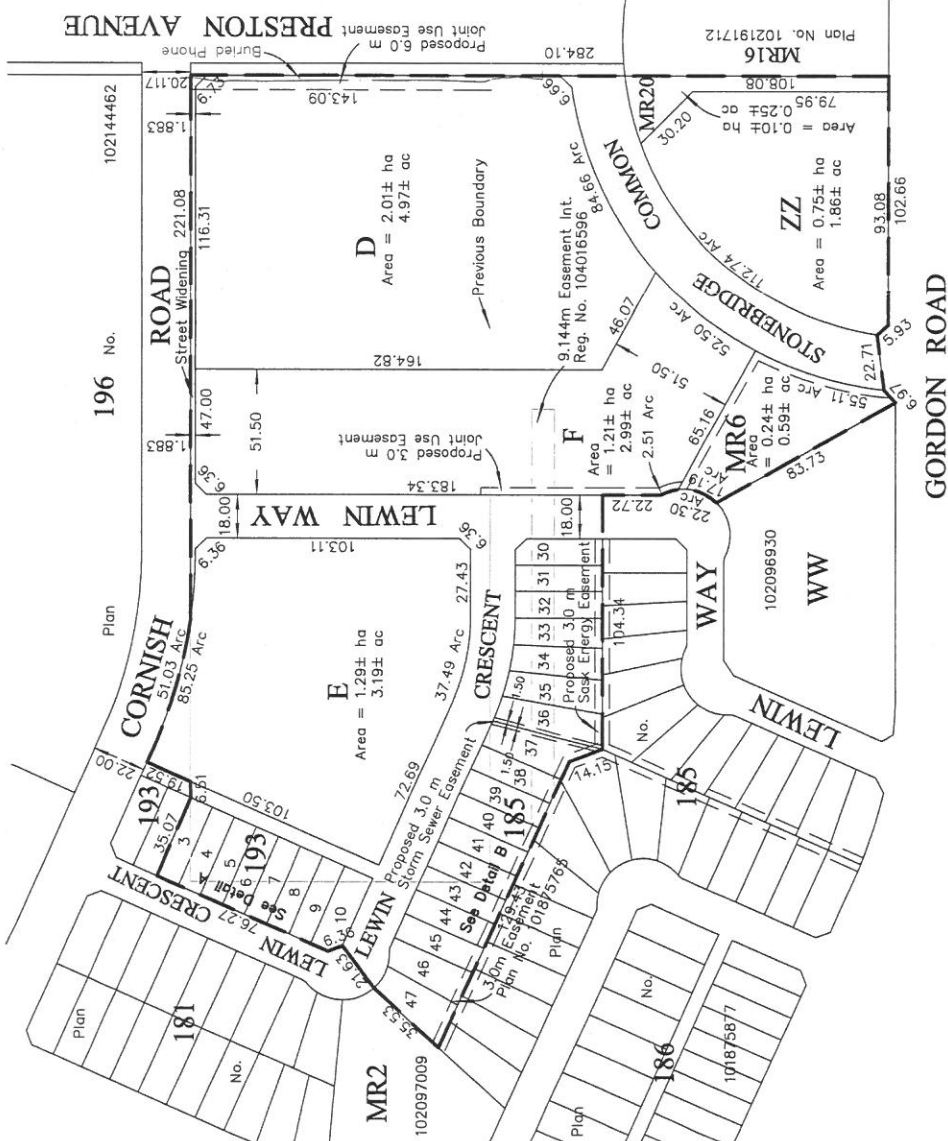 PRESTON AVENUE
Proposed 6.0 m
Joint Use Easement
Buried Phone
284.10
MR16
Plan No. 102191712
108.08
79.95
Area = 0.10± ha
0.25± ac
30.20
MR20
20.117
6.73
143.09
6.66
1.883
102144462
No.
196
Plan
ROAD
CORNISH
Street Widening
221.08
116.31
D
Area = 2.01± ha
4.97± ac
Previous Boundary
84.66 Arc
COMMON
STONEBRIDGE
112.74 Arc
ZZ
Area = 0.75± ha
1.86± ac
93.08
102.66
5.93
22.71
6.97
GORDON ROAD
55.11 Arc
52.50 Arc
46.07
51.50
65.16
164.82
9.144m Easement Int.
Reg. No. 104016596
F
Area
= 1.21± ha
2.99± ac
2.51 Arc
MR6
Area
= 0.24± ha
0.59± ac
83.73
17.19 Arc
22.30 Arc
22.72
47.00
1.883
51.50
6.36
Proposed 3.0 m
Joint Use Easement
183.34
18.00
LEWIN WAY
18.00
6.36
103.11
6.36
27.43
37.49 Arc
72.69
CRESCENT
LEWIN
E
Area = 1.29± ha
3.19± ac
51.03 Arc
85.25 Arc
22.00
19.52
6.51
103.50
193
35.07
3
4
5
6
7
8
9
10
193
See Detail A
76.27
LEWIN CRESCENT
6.36
21.63
35.53
30
31
32
33
34
35
36
37
38
39
40
41
42
43
44
45
46
47
1.50
1.50
Proposed 3.0 m
Storm Sewer Easement
Proposed 3.0 m
Sask Energy Easement
104.34
14.15
185
See Detail B
129.43
3.0m Easement
Plan No. 01875765
Plan
No.
185
WAY
LEWIN
102096930
WW
181
Plan
No.
MR2
102097009
186
Plan
No.
101875877